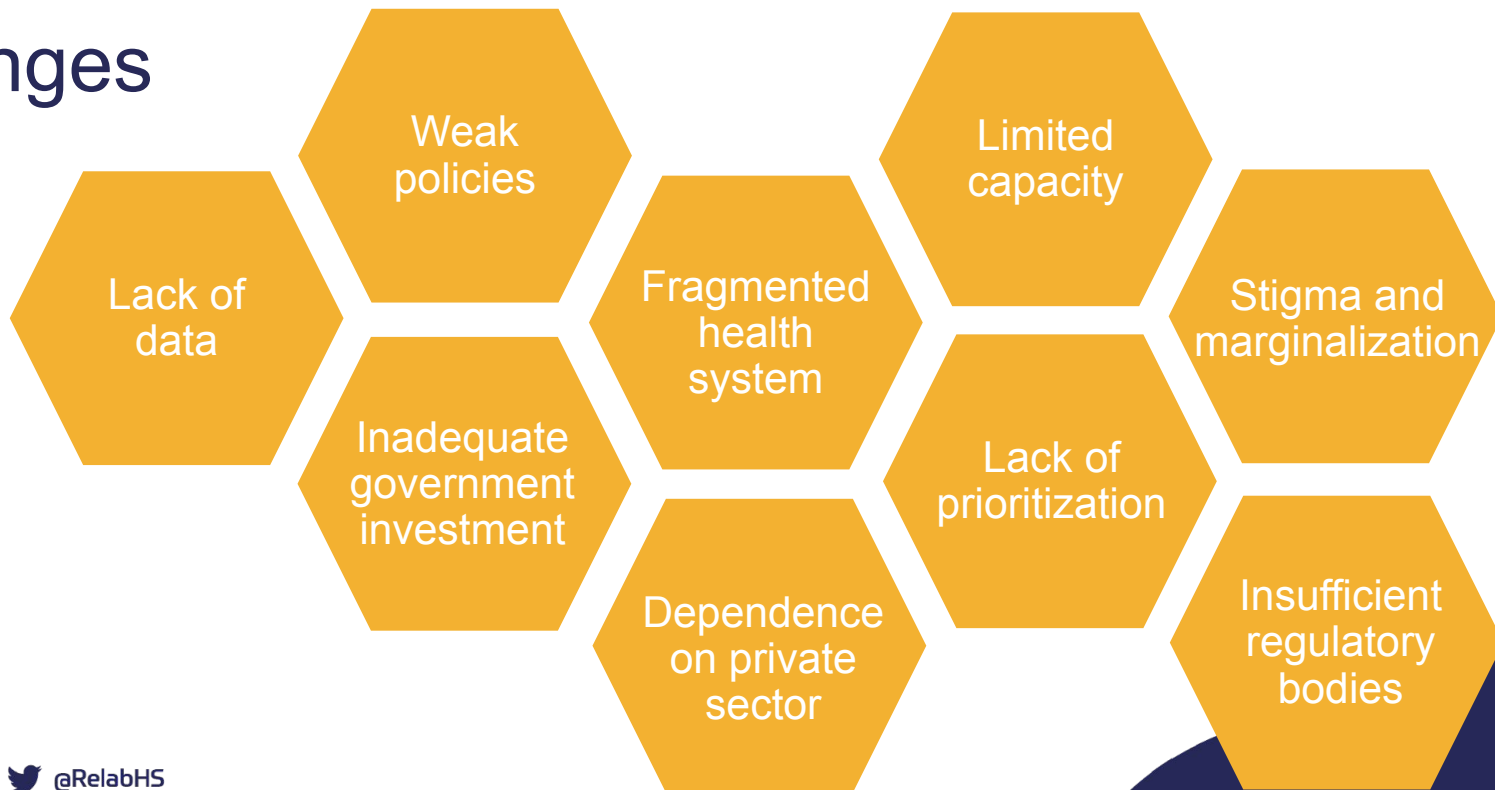 nges
Weak
policies
Limited
capacity
Lack of
data
Fragmented
health
system
Stigma and
marginalization
Inadequate
government
investment
Lack of
prioritization
Dependence
on private
sector
Insufficient
regulatory
bodies
@RelabHS